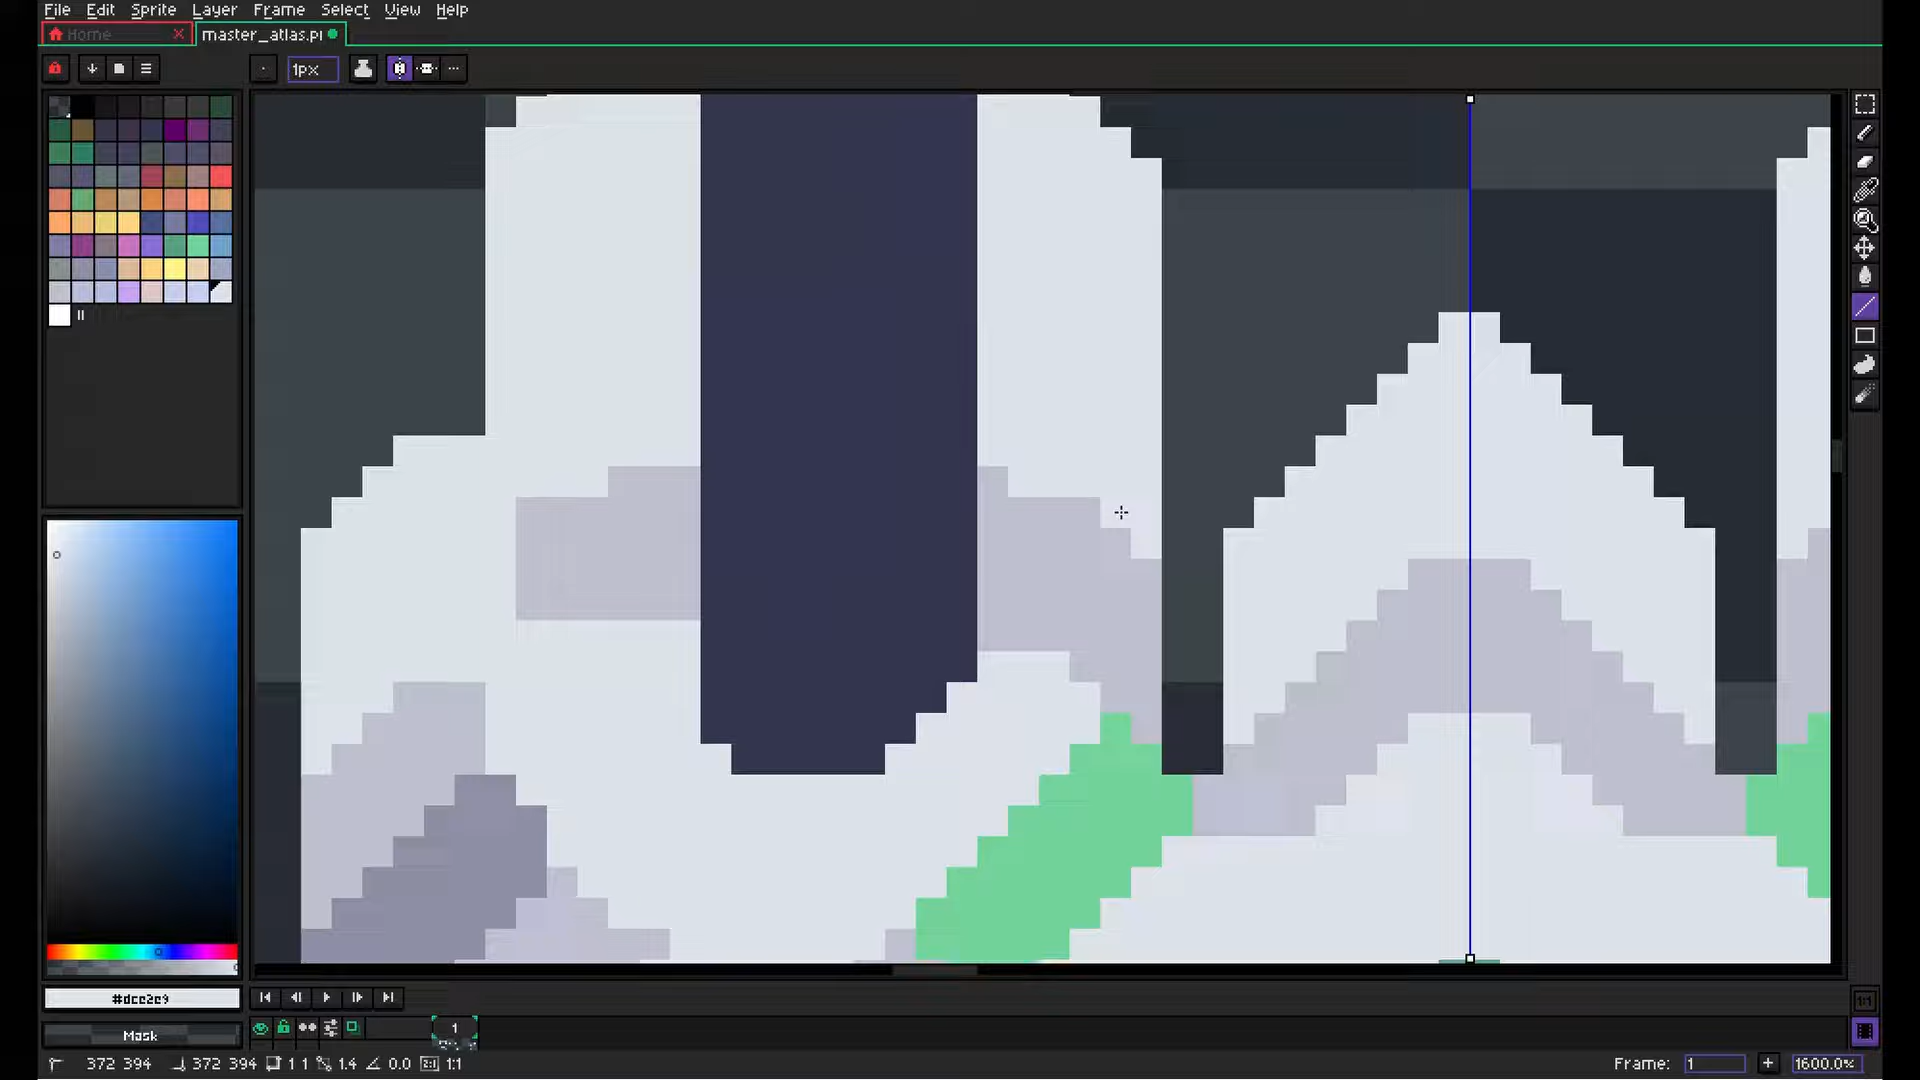 File Edit Sprite Layer Frame Select View Help
Home master_atlas.pi
1px
#dce2e9
Mask
1
372 394 372 394 1 1 1.4 0.0 1:1
Frame: 1 + 1600.0%